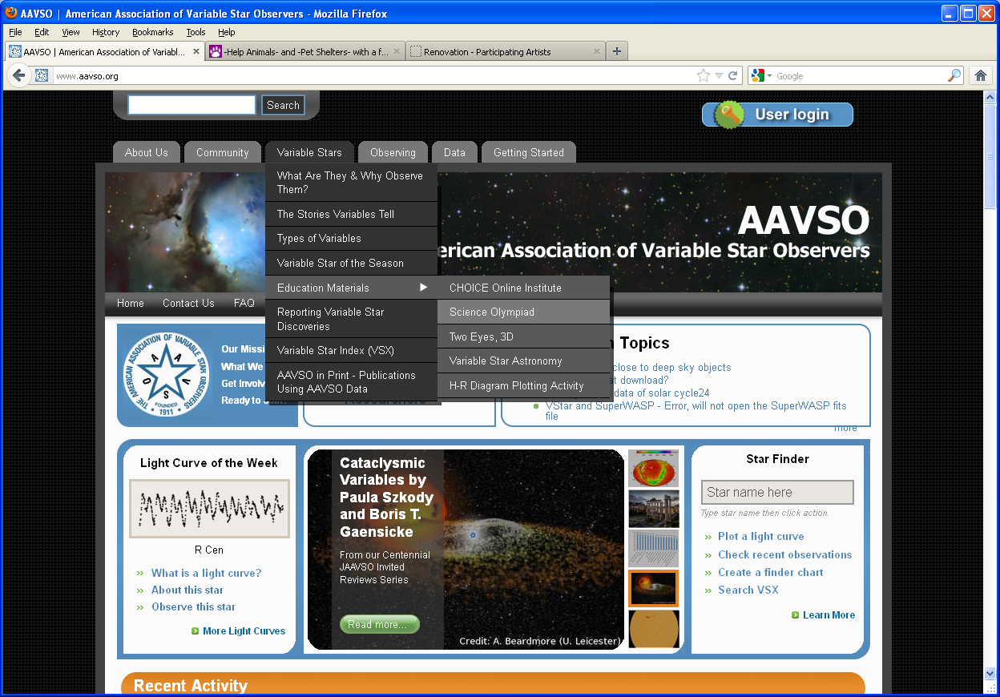 AAVSO | American Association of Variable Star Observers - Mozilla Firefox
File Edit View History Bookmarks Tools Help
AAVSO | American Association of Variabl...
-Help Animals- and -Pet Shelters- with a f...
Renovation - Participating Artists
www.aavso.org
Google
Search
User login
About Us
Community
Variable Stars
Observing
Data
Getting Started
What Are They & Why Observe
Them?
The Stories Variables Tell
Types of Variables
Variable Star of the Season
Education Materials
Reporting Variable Star
Discoveries
Variable Star Index (VSX)
AAVSO in Print - Publications
Using AAVSO Data
CHOICE Online Institute
Science Olympiad
Two Eyes, 3D
Variable Star Astronomy
H-R Diagram Plotting Activity
AAVSO
erican Association of Variable Star Observers
Home
Contact Us
FAQ
THE AMERICAN ASSOCIATION OF VARIABLE STAR OBSERVERS
A A V S O
FOUNDED
1911
Our Missi
What We
Get Involv
Ready to
Topics
close to deep sky objects
at download?
data of solar cycle24
VStar and SuperWASP - Error, will not open the SuperWASP fits
file
more
Light Curve of the Week
R Cen
What is a light curve?
About this star
Observe this star
More Light Curves
Cataclysmic
Variables by
Paula Szkody
and Boris T.
Gaensicke
From our Centennial
JAAVSO Invited
Reviews Series
Read more...
Credit: A. Beardmore (U. Leicester)
Star Finder
Star name here
Type star name then click action.
Plot a light curve
Check recent observations
Create a finder chart
Search VSX
Learn More
Recent Activity